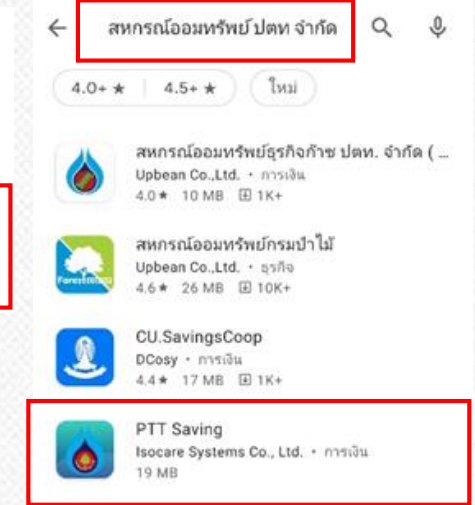 สหกรณ์ออมทรัพย์ ปตท จำกัด
4.0+ ★ 4.5+ ★ ใหม่
สหกรณ์ออมทรัพย์ธุรกิจก๊าซ ปตท. จำกัด ( ...
Upbean Co.,Ltd. • การเงิน
4.0 ★ 10 MB 1K+
สหกรณ์ออมทรัพย์กรมป่าไม้
Upbean Co.,Ltd. • ธุรกิจ
4.6 ★ 26 MB 10K+
CU.SavingsCoop
DCosy • การเงิน
4.4 ★ 17 MB 1K+
PTT Saving
Isocare Systems Co., Ltd. • การเงิน
19 MB